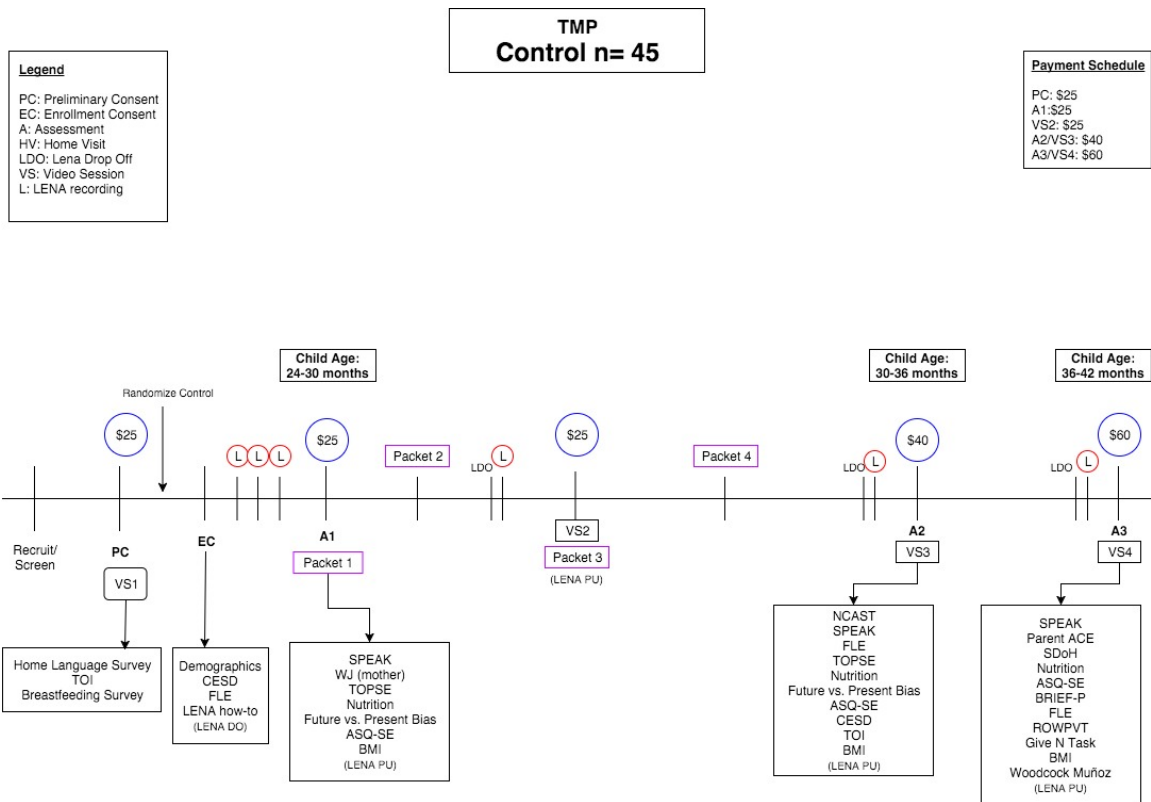 TMP
Control n= 45
Legend
PC: Preliminary Consent
EC: Enrollment Consent
A: Assessment
HV: Home Visit
LDO: Lena Drop Off
VS: Video Session
L: LENA recording
Payment Schedule
PC: $25
A1:$25
VS2: $25
A2/VS3: $40
A3/VS4: $60
Child Age:
24-30 months
Child Age:
30-36 months
Child Age:
36-42 months
Randomize Control
$25
L
L
L
$25
Packet 2
LDO
L
$25
Packet 4
LDO
L
$40
LDO
L
$60
Recruit/
Screen
PC
VS1
Home Language Survey
TOI
Breastfeeding Survey
EC
Demographics
CESD
FLE
LENA how-to
(LENA DO)
A1
Packet 1
SPEAK
WJ (mother)
TOPSE
Nutrition
Future vs. Present Bias
ASQ-SE
BMI
(LENA PU)
VS2
Packet 3
(LENA PU)
A2
VS3
NCAST
SPEAK
FLE
TOPSE
Nutrition
Future vs. Present Bias
ASQ-SE
CESD
TOI
BMI
(LENA PU)
A3
VS4
SPEAK
Parent ACE
SDoH
Nutrition
ASQ-SE
BRIEF-P
FLE
ROWPVT
Give N Task
BMI
Woodcock Muñoz
(LENA PU)